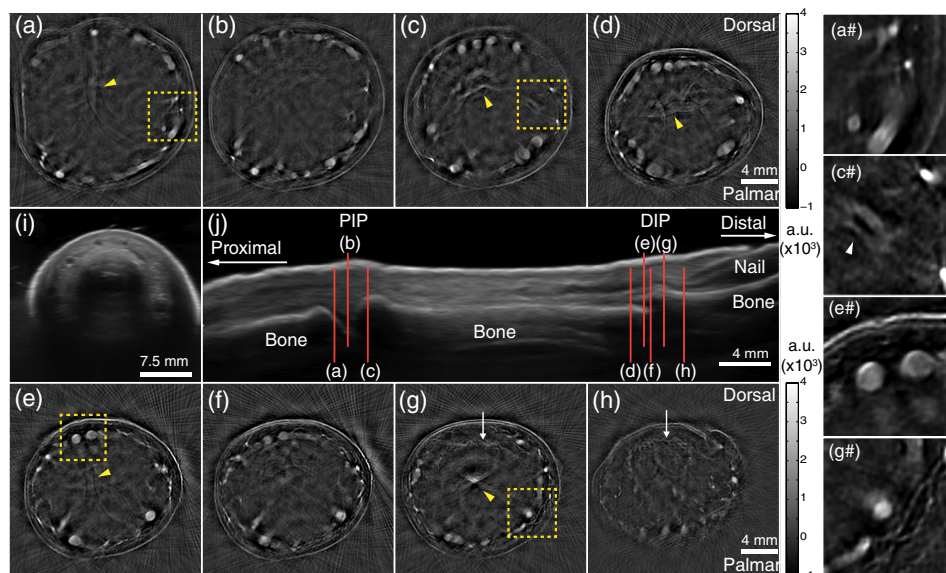 (a)
(b)
(c)
(d)
Dorsal
4 mm
Palmar
4
3
2
1
0
−1
a.u.
(x10³)
(a#)
(c#)
(i)
7.5 mm
(j)
PIP
(b)
Proximal
DIP
(e) (g)
Distal
Nail
Bone
Bone
Bone
(a)
(c)
(d)
(f)
(h)
4 mm
a.u.
(x10³)
(e#)
(g#)
(e)
(f)
(g)
(h)
Dorsal
4 mm
Palmar
4
3
2
1
0
−1